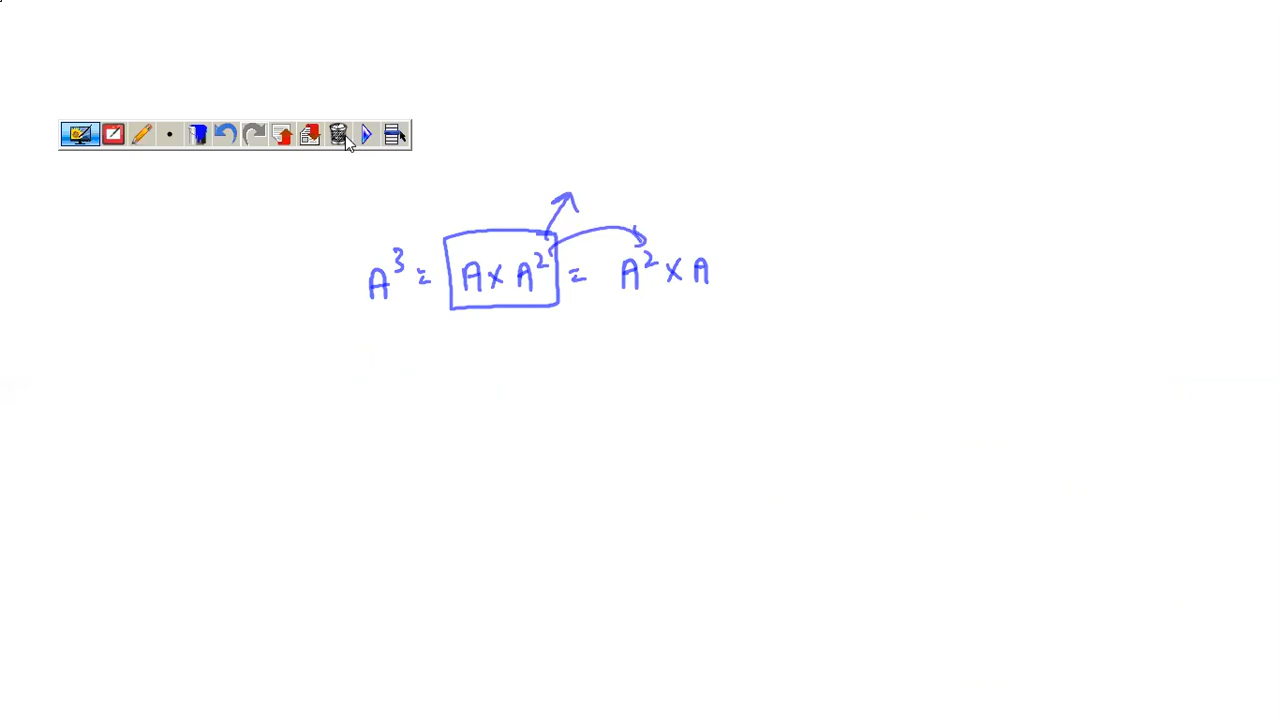 A³ = A × A² = A² × A